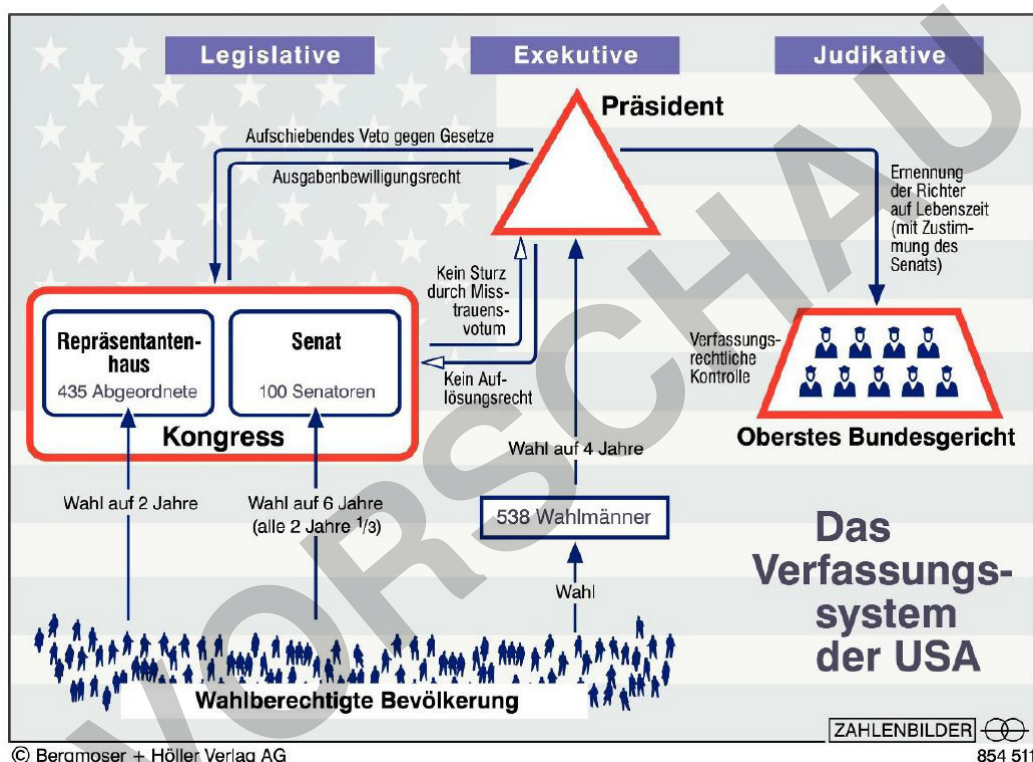 Legislative
Exekutive
Judikative
Präsident
Aufschiebendes Veto gegen Gesetze
Ausgabenbewilligungsrecht
Ernennung
der Richter
auf Lebenszeit
(mit Zustim-
mung des
Senats)
Kein Sturz
durch Miss-
trauens-
votum
Kein Auf-
lösungsrecht
Repräsentanten-
haus
435 Abgeordnete
Senat
100 Senatoren
Kongress
Verfassungs-
rechtliche
Kontrolle
Oberstes Bundesgericht
Wahl auf 2 Jahre
Wahl auf 6 Jahre
(alle 2 Jahre 1/3)
Wahl auf 4 Jahre
538 Wahlmänner
Wahl
Das
Verfassungs-
system
der USA
Wahlberechtigte Bevölkerung
ZAHLENBILDER
© Bergmoser + Höller Verlag AG
854 511
VORSCHAU